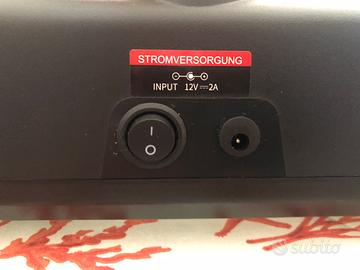 STROMVERSORGUNG
INPUT 12V⎓2A
I
O
subito